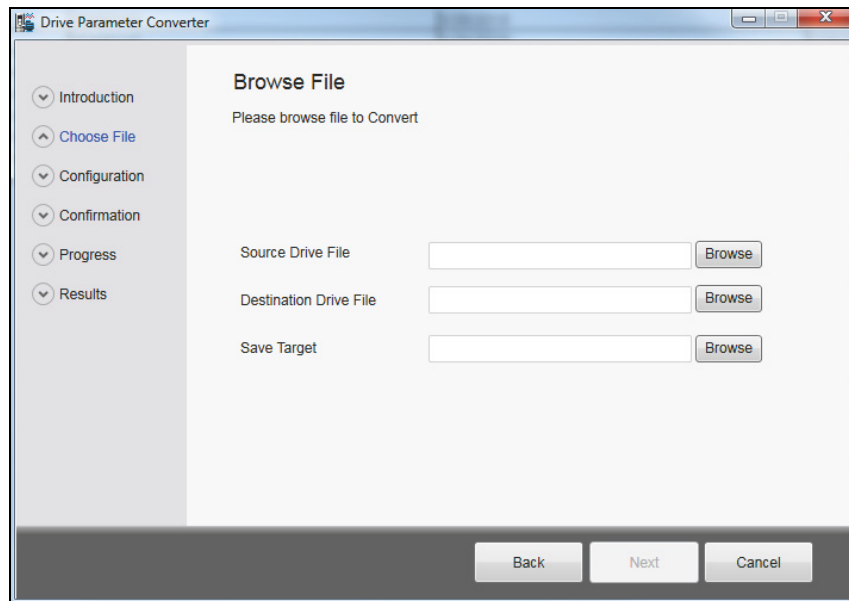 Drive Parameter Converter
Introduction
Choose File
Configuration
Confirmation
Progress
Results
Browse File
Please browse file to Convert
Source Drive File
Browse
Destination Drive File
Browse
Save Target
Browse
Back
Next
Cancel